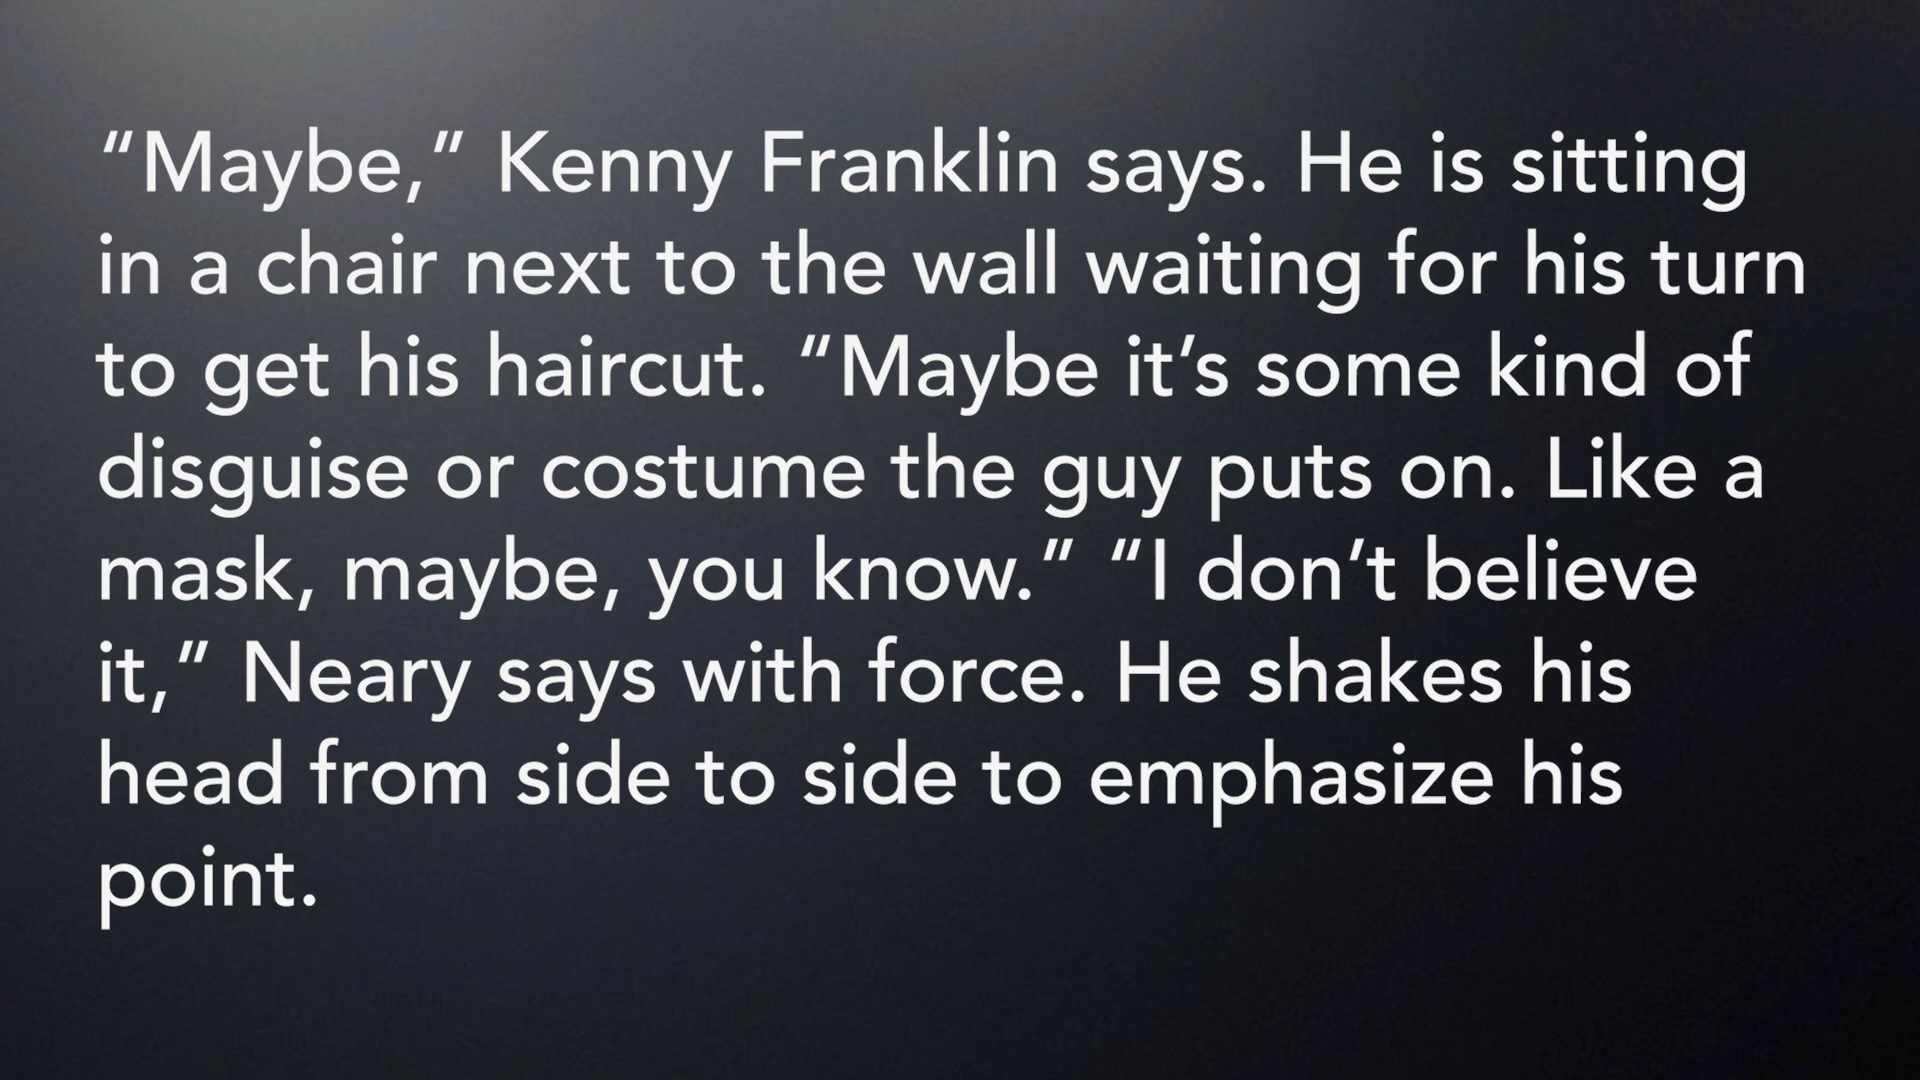 “Maybe,” Kenny Franklin says. He is sitting
in a chair next to the wall waiting for his turn
to get his haircut. “Maybe it’s some kind of
disguise or costume the guy puts on. Like a
mask, maybe, you know.” “I don’t believe
it,” Neary says with force. He shakes his
head from side to side to emphasize his
point.